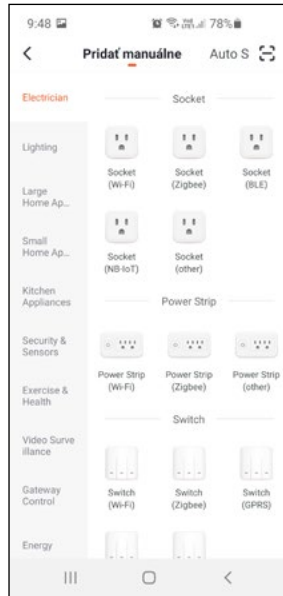 9:48 78%
Pridať manuálne Auto S
Electrician
Lighting
Large
Home Ap...
Small
Home Ap...
Kitchen
Appliances
Security &
Sensors
Exercise &
Health
Video Surve
illance
Gateway
Control
Energy
Socket
Socket
(Wi-Fi)
Socket
(Zigbee)
Socket
(BLE)
Socket
(NB-IoT)
Socket
(other)
Power Strip
Power Strip
(Wi-Fi)
Power Strip
(Zigbee)
Power Strip
(other)
Switch
Switch
(Wi-Fi)
Switch
(Zigbee)
Switch
(GPRS)